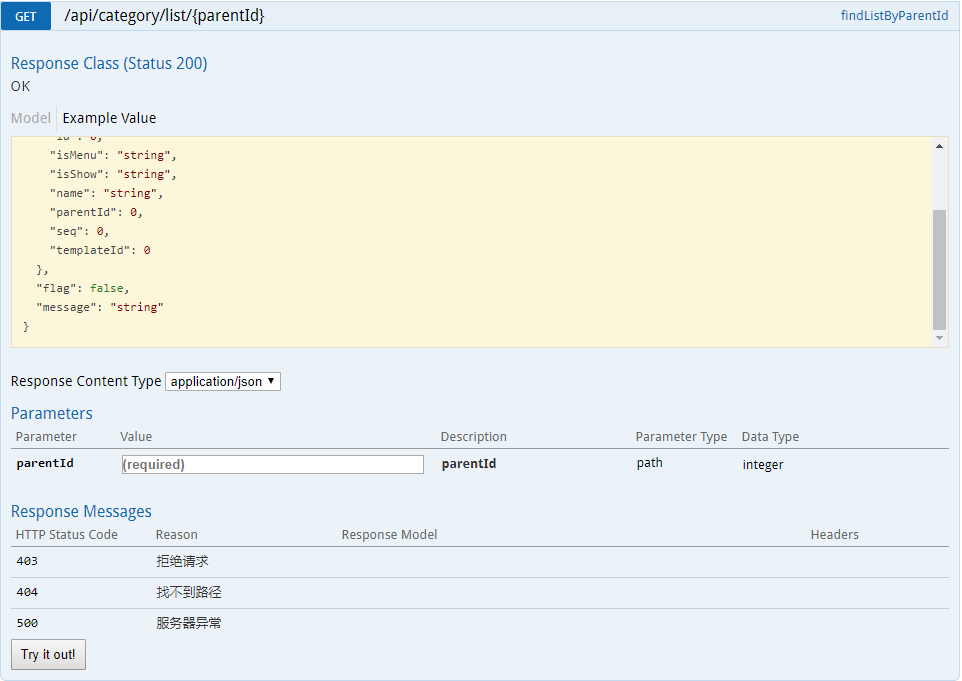 GET /api/category/list/{parentId} findListByParentId
Response Class (Status 200)
OK
Model Example Value
"id": 0,
"isMenu": "string",
"isShow": "string",
"name": "string",
"parentId": 0,
"seq": 0,
"templateId": 0
},
"flag": false,
"message": "string"
}
Response Content Type application/json
Parameters
Parameter Value Description Parameter Type Data Type
parentId (required) parentId path integer
Response Messages
HTTP Status Code Reason Response Model Headers
403 拒绝请求
404 找不到路径
500 服务器异常
Try it out!